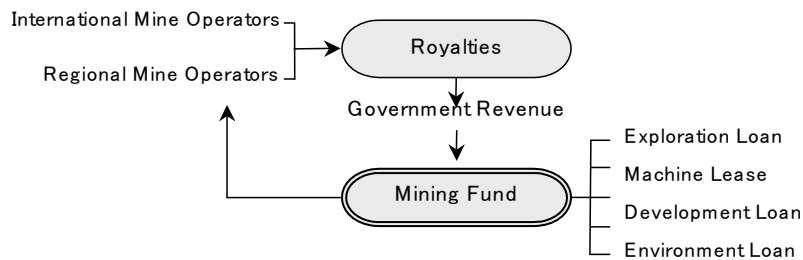 International Mine Operators
Regional Mine Operators
Royalties
Government Revenue
Mining Fund
Exploration Loan
Machine Lease
Development Loan
Environment Loan